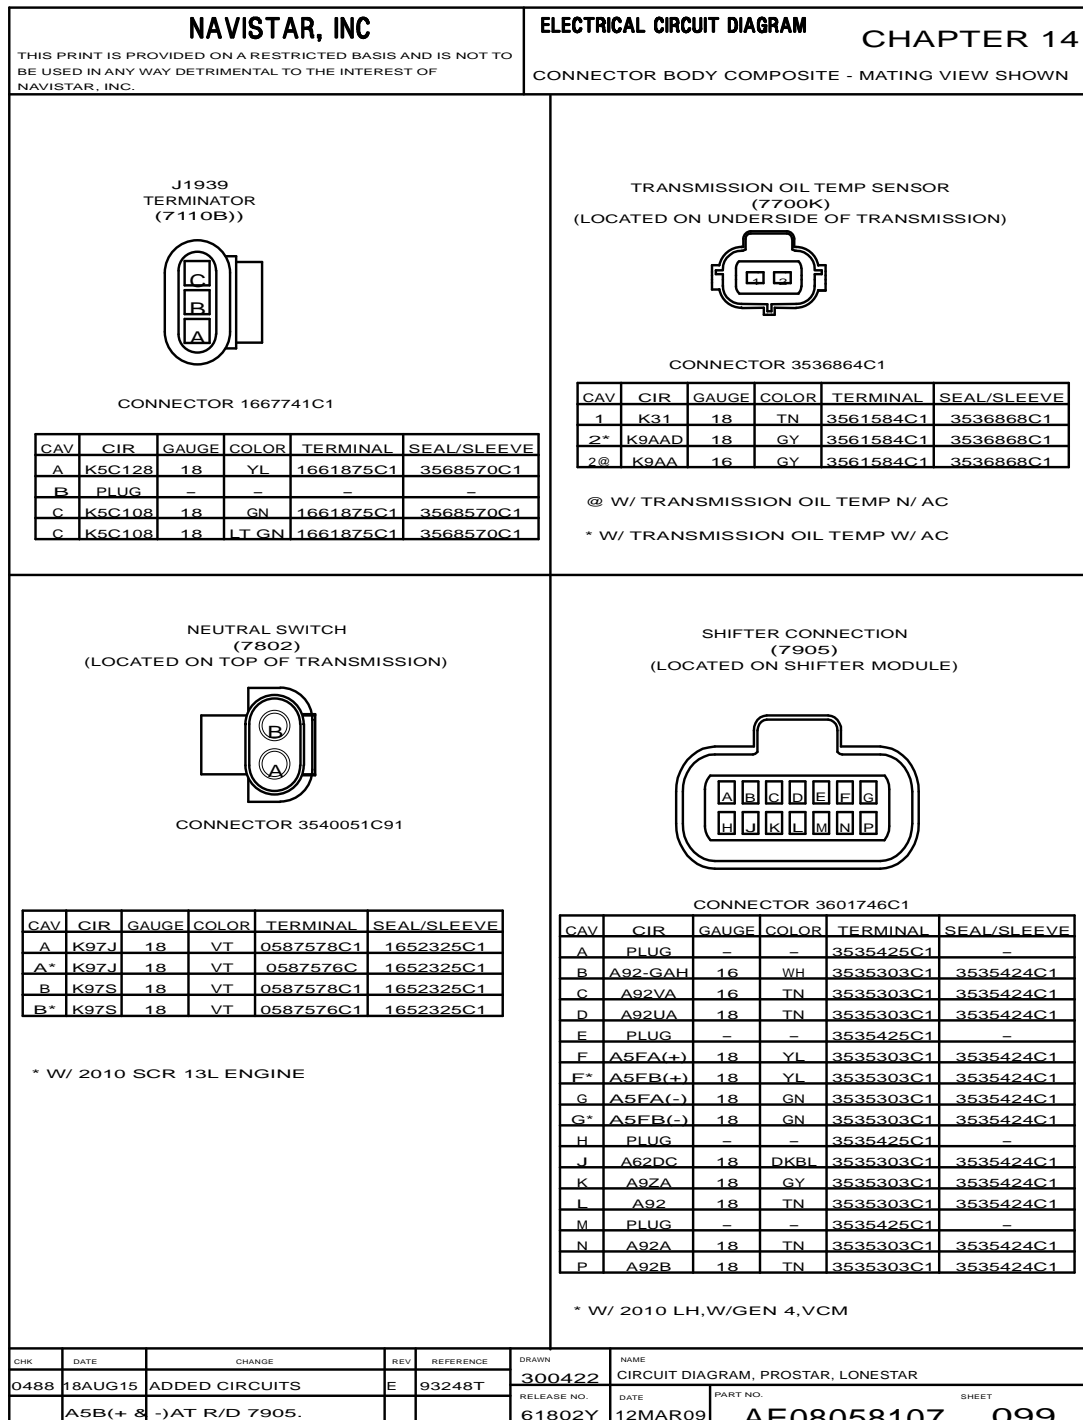 NAVISTAR, INC
THIS PRINT IS PROVIDED ON A RESTRICTED BASIS AND IS NOT TO
BE USED IN ANY WAY DETRIMENTAL TO THE INTEREST OF
NAVISTAR, INC.
ELECTRICAL CIRCUIT DIAGRAM
CHAPTER 14
CONNECTOR BODY COMPOSITE - MATING VIEW SHOWN
J1939
TERMINATOR
(7110B))
C
B
A
CONNECTOR 1667741C1
CAV CIR GAUGE COLOR TERMINAL SEAL/SLEEVE
A K5C128 18 YL 1661875C1 3568570C1
B PLUG – – – –
C K5C108 18 GN 1661875C1 3568570C1
C K5C108 18 LT GN 1661875C1 3568570C1
TRANSMISSION OIL TEMP SENSOR
(7700K)
(LOCATED ON UNDERSIDE OF TRANSMISSION)
1 2
CONNECTOR 3536864C1
CAV CIR GAUGE COLOR TERMINAL SEAL/SLEEVE
1 K31 18 TN 3561584C1 3536868C1
2* K9AAD 18 GY 3561584C1 3536868C1
2@ K9AA 16 GY 3561584C1 3536868C1
@ W/ TRANSMISSION OIL TEMP N/ AC
* W/ TRANSMISSION OIL TEMP W/ AC
NEUTRAL SWITCH
(7802)
(LOCATED ON TOP OF TRANSMISSION)
B
A
CONNECTOR 3540051C91
CAV CIR GAUGE COLOR TERMINAL SEAL/SLEEVE
A K97J 18 VT 0587578C1 1652325C1
A* K97J 18 VT 0587576C 1652325C1
B K97S 18 VT 0587578C1 1652325C1
B* K97S 18 VT 0587576C1 1652325C1
* W/ 2010 SCR 13L ENGINE
SHIFTER CONNECTION
(7905)
(LOCATED ON SHIFTER MODULE)
A B C D E F G
H J K L M N P
CONNECTOR 3601746C1
CAV CIR GAUGE COLOR TERMINAL SEAL/SLEEVE
A PLUG – – 3535425C1 –
B A92-GAH 16 WH 3535303C1 3535424C1
C A92VA 16 TN 3535303C1 3535424C1
D A92UA 18 TN 3535303C1 3535424C1
E PLUG – – 3535425C1 –
F A5FA(+) 18 YL 3535303C1 3535424C1
F* A5FB(+) 18 YL 3535303C1 3535424C1
G A5FA(-) 18 GN 3535303C1 3535424C1
G* A5FB(-) 18 GN 3535303C1 3535424C1
H PLUG – – 3535425C1 –
J A62DC 18 DKBL 3535303C1 3535424C1
K A9ZA 18 GY 3535303C1 3535424C1
L A92 18 TN 3535303C1 3535424C1
M PLUG – – 3535425C1 –
N A92A 18 TN 3535303C1 3535424C1
P A92B 18 TN 3535303C1 3535424C1
* W/ 2010 LH,W/GEN 4,VCM
CHK DATE CHANGE REV REFERENCE
0488 18AUG15 ADDED CIRCUITS E 93248T
A5B(+ & -)AT R/D 7905.
DRAWN
300422
NAME
CIRCUIT DIAGRAM, PROSTAR, LONESTAR
RELEASE NO.
61802Y
DATE
12MAR09
PART NO.
AE08058107
SHEET
099